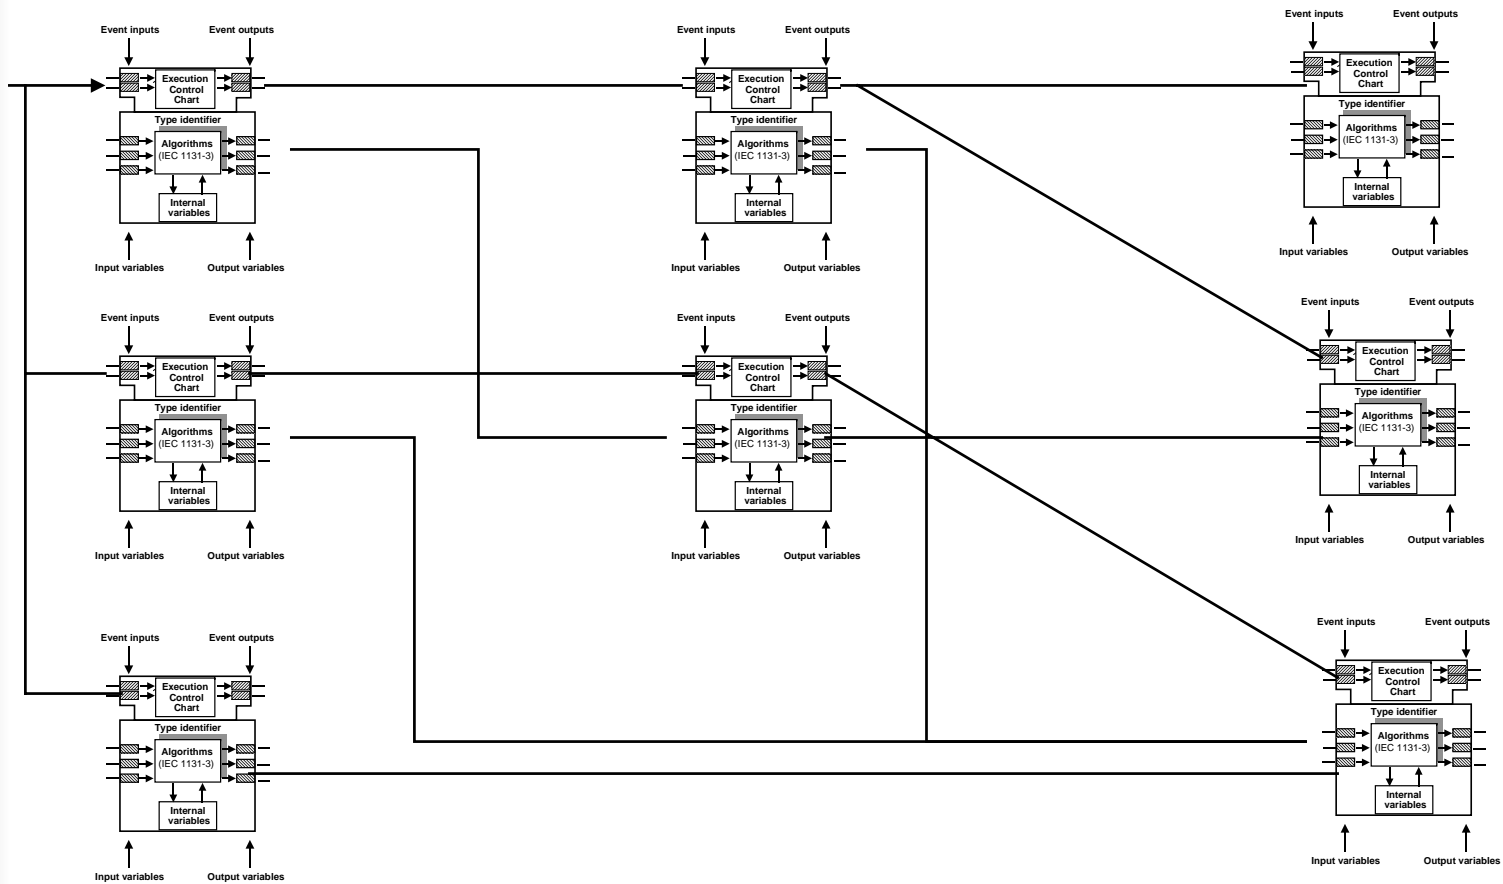 Event inputs
Event outputs
Execution
Control
Chart
Type identifier
Algorithms
(IEC 1131-3)
Internal
variables
Input variables
Output variables
Event inputs
Event outputs
Execution
Control
Chart
Type identifier
Algorithms
(IEC 1131-3)
Internal
variables
Input variables
Output variables
Event inputs
Event outputs
Execution
Control
Chart
Type identifier
Algorithms
(IEC 1131-3)
Internal
variables
Input variables
Output variables
Event inputs
Event outputs
Execution
Control
Chart
Type identifier
Algorithms
(IEC 1131-3)
Internal
variables
Input variables
Output variables
Event inputs
Event outputs
Execution
Control
Chart
Type identifier
Algorithms
(IEC 1131-3)
Internal
variables
Input variables
Output variables
Event inputs
Event outputs
Execution
Control
Chart
Type identifier
Algorithms
(IEC 1131-3)
Internal
variables
Input variables
Output variables
Event inputs
Event outputs
Execution
Control
Chart
Type identifier
Algorithms
(IEC 1131-3)
Internal
variables
Input variables
Output variables
Event inputs
Event outputs
Execution
Control
Chart
Type identifier
Algorithms
(IEC 1131-3)
Internal
variables
Input variables
Output variables